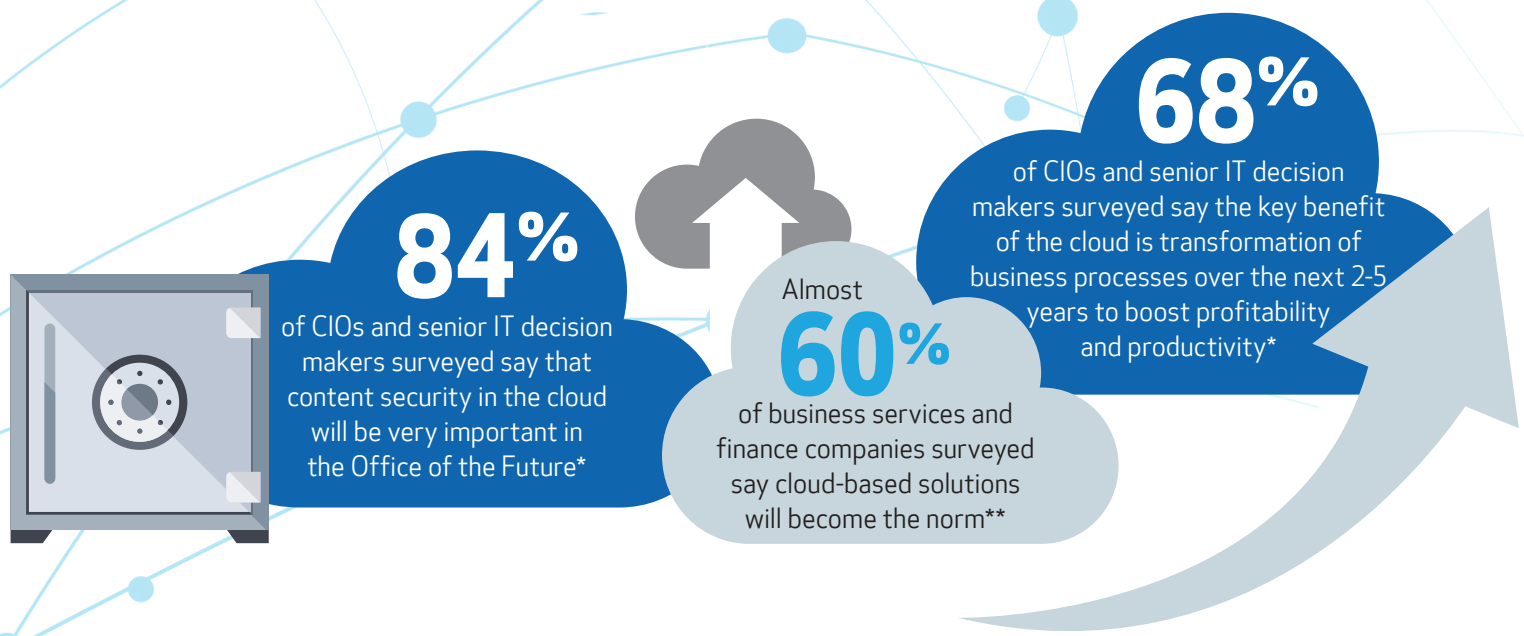 84%
of CIOs and senior IT decision
makers surveyed say that
content security in the cloud
will be very important in
the Office of the Future*
Almost
60%
of business services and
finance companies surveyed
say cloud-based solutions
will become the norm**
68%
of CIOs and senior IT decision
makers surveyed say the key benefit
of the cloud is transformation of
business processes over the next 2-5
years to boost profitability
and productivity*